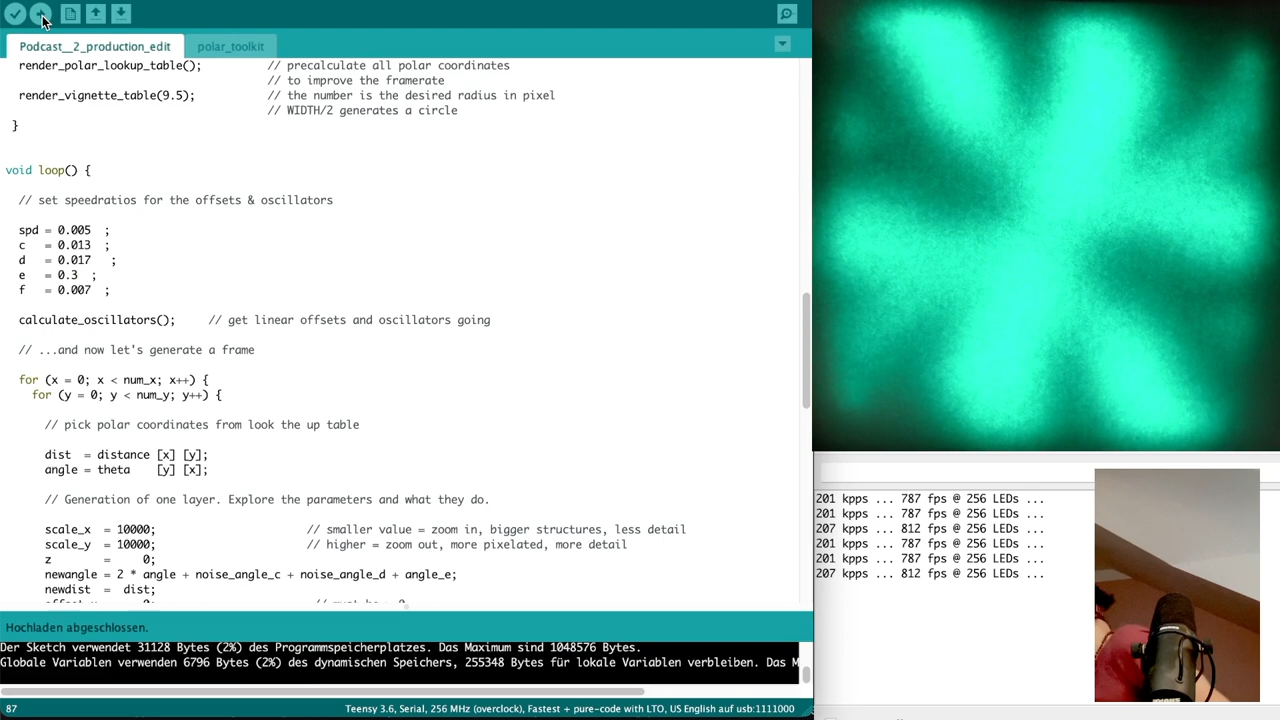 Podcast__2_production_edit
polar_toolkit
render_polar_lookup_table(); // precalculate all polar coordinates
// to improve the framerate
render_vignette_table(9.5); // the number is the desired radius in pixel
// WIDTH/2 generates a circle
}
void loop() {
// set speedratios for the offsets & oscillators
spd = 0.005 ;
c = 0.013 ;
d = 0.017 ;
e = 0.3 ;
f = 0.007 ;
calculate_oscillators(); // get linear offsets and oscillators going
// ...and now let's generate a frame
for (x = 0; x < num_x; x++) {
for (y = 0; y < num_y; y++) {
// pick polar coordinates from look the up table
dist = distance [x] [y];
angle = theta [y] [x];
// Generation of one layer. Explore the parameters and what they do.
scale_x = 10000; // smaller value = zoom in, bigger structures, less detail
scale_y = 10000; // higher = zoom out, more pixelated, more detail
z = 0;
newangle = 2 * angle + noise_angle_c + noise_angle_d + angle_e;
newdist = dist;
Hochladen abgeschlossen.
Der Sketch verwendet 31128 Bytes (2%) des Programmspeicherplatzes. Das Maximum sind 1048576 Bytes.
Globale Variablen verwenden 6796 Bytes (2%) des dynamischen Speichers, 255348 Bytes für lokale Variablen verbleiben. Das M
87
Teensy 3.6, Serial, 256 MHz (overclock), Fastest + pure-code with LTO, US English auf usb:1111000
201 kpps ... 787 fps @ 256 LEDs ...
201 kpps ... 787 fps @ 256 LEDs ...
207 kpps ... 812 fps @ 256 LEDs ...
201 kpps ... 787 fps @ 256 LEDs ...
201 kpps ... 787 fps @ 256 LEDs ...
207 kpps ... 812 fps @ 256 LEDs ...